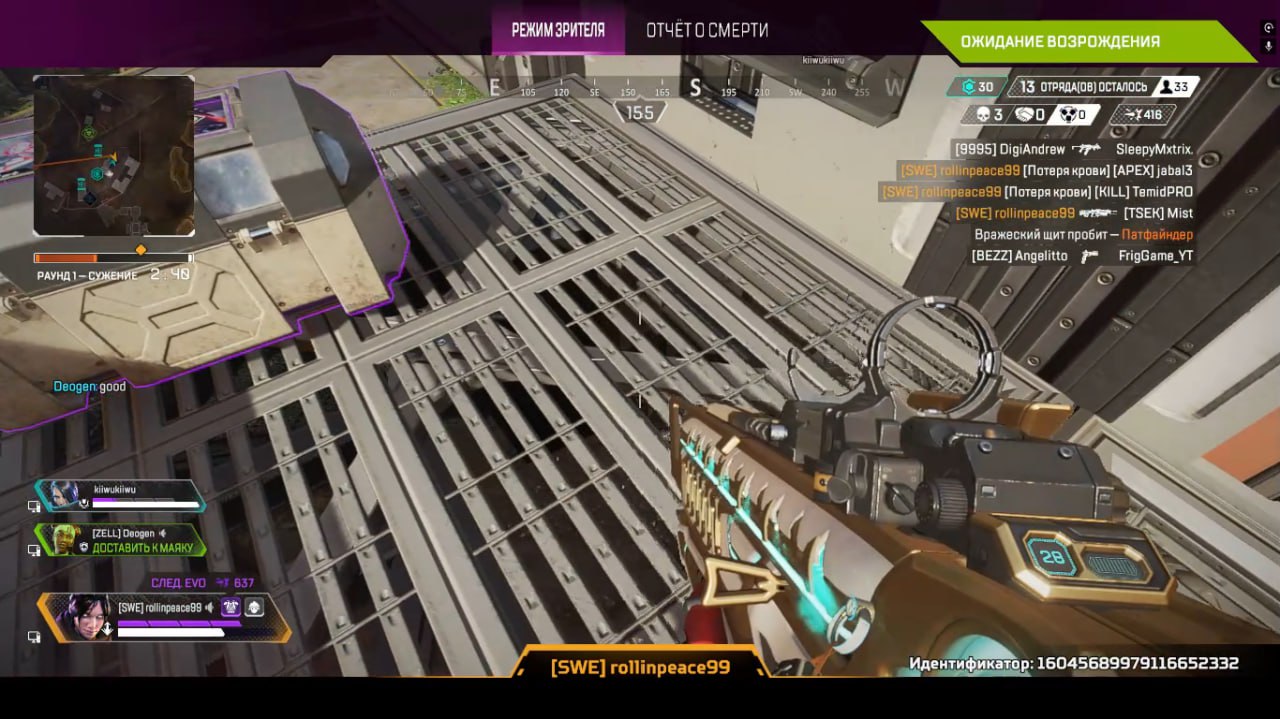 РЕЖИМ ЗРИТЕЛЯ
ОТЧЁТ О СМЕРТИ
ОЖИДАНИЕ ВОЗРОЖДЕНИЯ
kiiwukiiwu
75 E 105 120 SE 150 165 S 195 210 SW 240 255 W
155
30
13 ОТРЯДА(ОВ) ОСТАЛОСЬ
33
3 0 0 416
[9995] DigiAndrew SleepyMxtrix.
[SWE] rollinpeace99 [Потеря крови] [APEX] jabal3
[SWE] rollinpeace99 [Потеря крови] [KILL] TemidPRO
[SWE] rollinpeace99 [TSEK] Mist
Вражеский щит пробит — Патфайндер
[BEZZ] Angelitto FrigGame_YT
РАУНД 1 — СУЖЕНИЕ 2:40
Deogen: good
kiiwukiiwu
[ZELL] Deogen
ДОСТАВИТЬ К МАЯКУ
СЛЕД. EVO 637
[SWE] rollinpeace99
28
[SWE] rollinpeace99
Идентификатор: 16045689979116652332